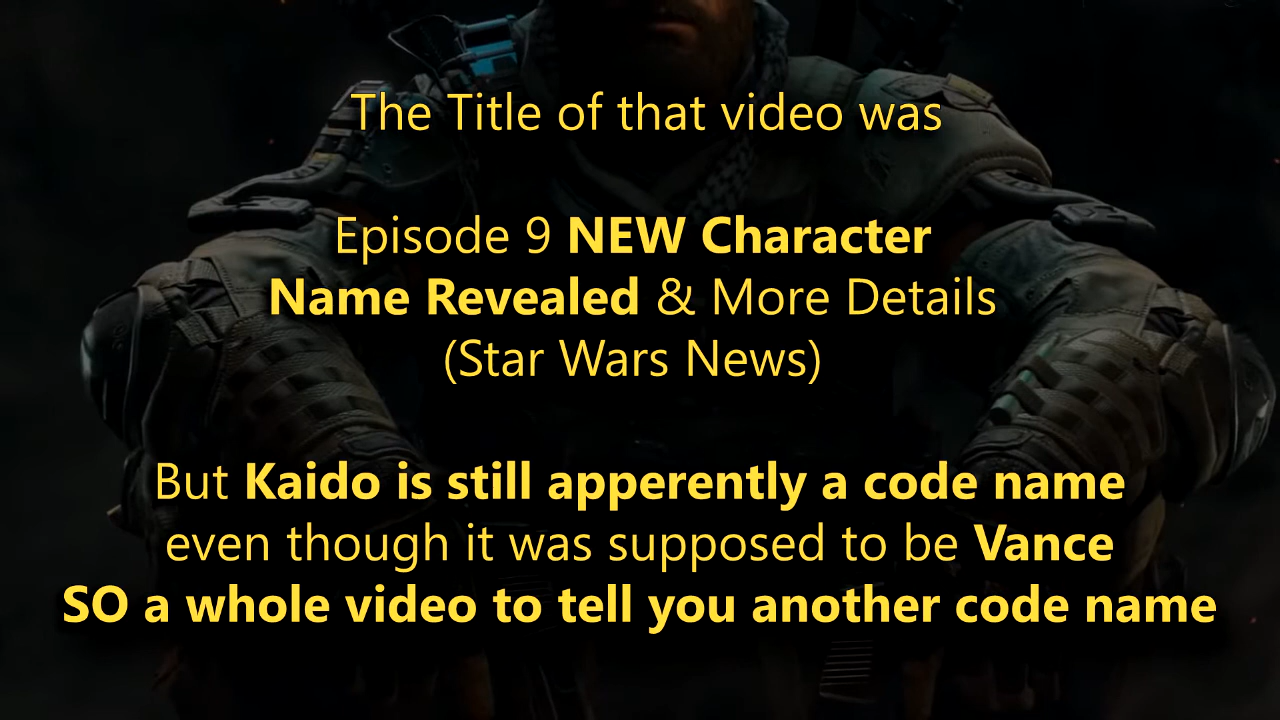 The Title of that video was
Episode 9 NEW Character
Name Revealed & More Details
(Star Wars News)
But Kaido is still apperently a code name
even though it was supposed to be Vance
SO a whole video to tell you another code name